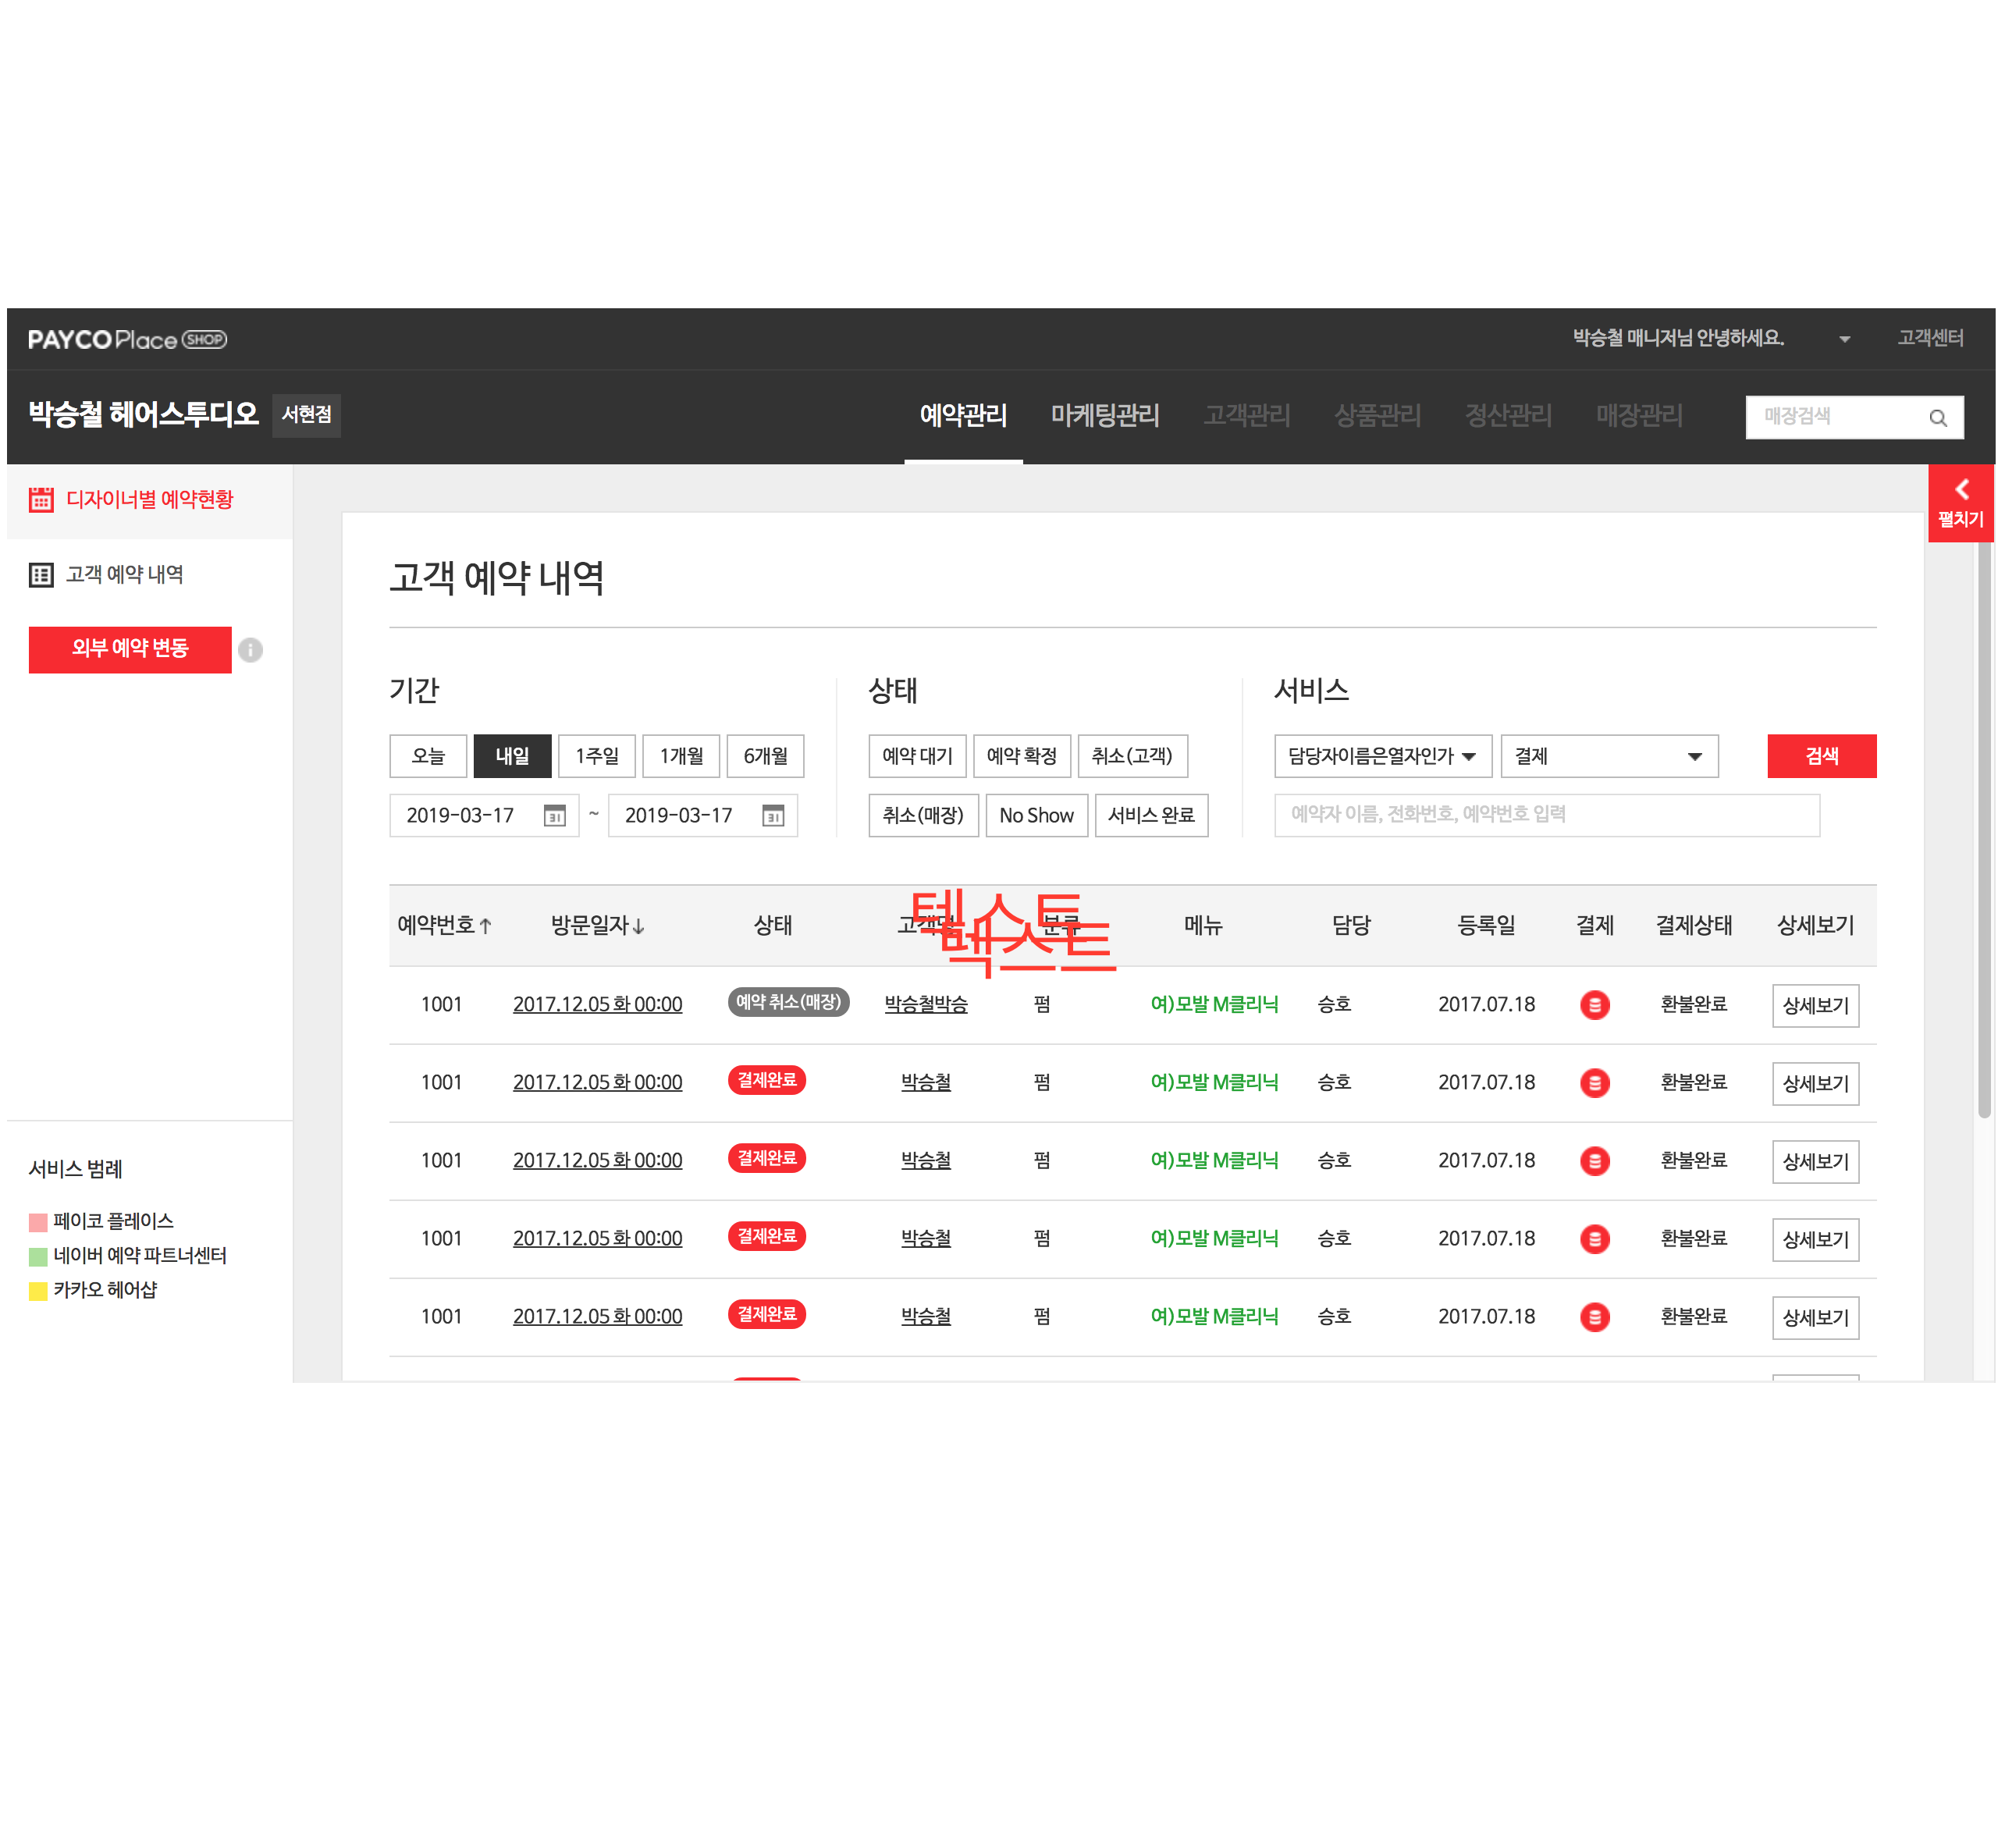 PAYCO Place SHOP
박승철 매니저님 안녕하세요.
고객센터
박승철 헤어스투디오 서현점
예약관리 마케팅관리 고객관리 상품관리 정산관리 매장관리
매장검색
펼치기
디자이너별 예약현황
고객 예약 내역
외부 예약 변동
서비스 범례
페이코 플레이스
네이버 예약 파트너센터
카카오 헤어샵
고객 예약 내역
기간
오늘 내일 1주일 1개월 6개월
2019-03-17 ~ 2019-03-17
상태
예약 대기 예약 확정 취소(고객)
취소(매장) No Show 서비스 완료
서비스
담당자이름은열자인가 결제 검색
예약자 이름, 전화번호, 예약번호 입력
텍스트
텍스트
예약번호↑ 방문일자↓ 상태 고객명 분류 메뉴 담당 등록일 결제 결제상태 상세보기
1001 2017.12.05 화 00:00 예약 취소(매장) 박승철박승 펌 여)모발 M클리닉 승호 2017.07.18 환불완료 상세보기
1001 2017.12.05 화 00:00 결제완료 박승철 펌 여)모발 M클리닉 승호 2017.07.18 환불완료 상세보기
1001 2017.12.05 화 00:00 결제완료 박승철 펌 여)모발 M클리닉 승호 2017.07.18 환불완료 상세보기
1001 2017.12.05 화 00:00 결제완료 박승철 펌 여)모발 M클리닉 승호 2017.07.18 환불완료 상세보기
1001 2017.12.05 화 00:00 결제완료 박승철 펌 여)모발 M클리닉 승호 2017.07.18 환불완료 상세보기